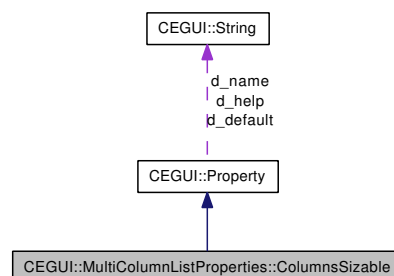 CEGUI::String
d_name
d_help
d_default
CEGUI::Property
CEGUI::MultiColumnListProperties::ColumnsSizable